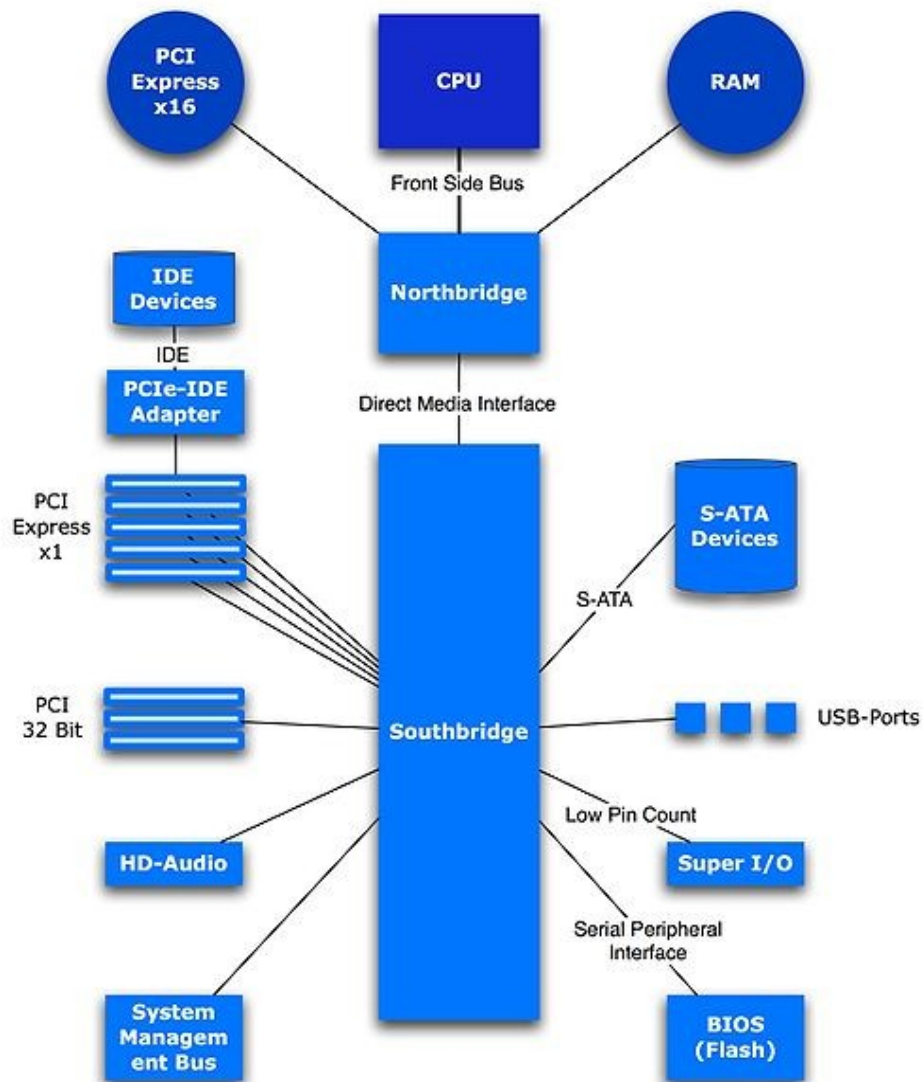 PCI
Express
x16
CPU
RAM
Front Side Bus
Northbridge
IDE
Devices
IDE
PCIe-IDE
Adapter
Direct Media Interface
PCI
Express
x1
S-ATA
Devices
S-ATA
PCI
32 Bit
Southbridge
USB-Ports
HD-Audio
Low Pin Count
Super I/O
Serial Peripheral
Interface
System
Managem
ent Bus
BIOS
(Flash)